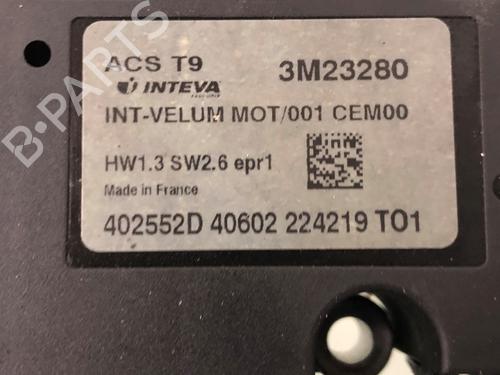 ACS T9 3M23280
INTEVA
INT-VELUM MOT/001 CEM00
HW1.3 SW2.6 epr1
Made in France
402552D 40602 224219 T01
B-PARTS